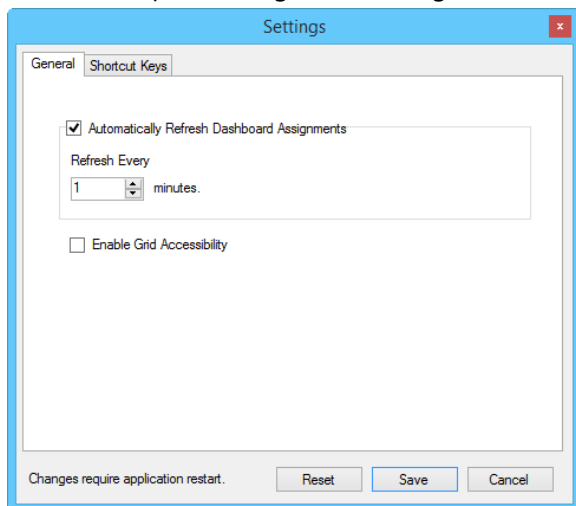 Settings
x
General Shortcut Keys
Automatically Refresh Dashboard Assignments
Refresh Every
1 minutes.
Enable Grid Accessibility
Changes require application restart. Reset Save Cancel